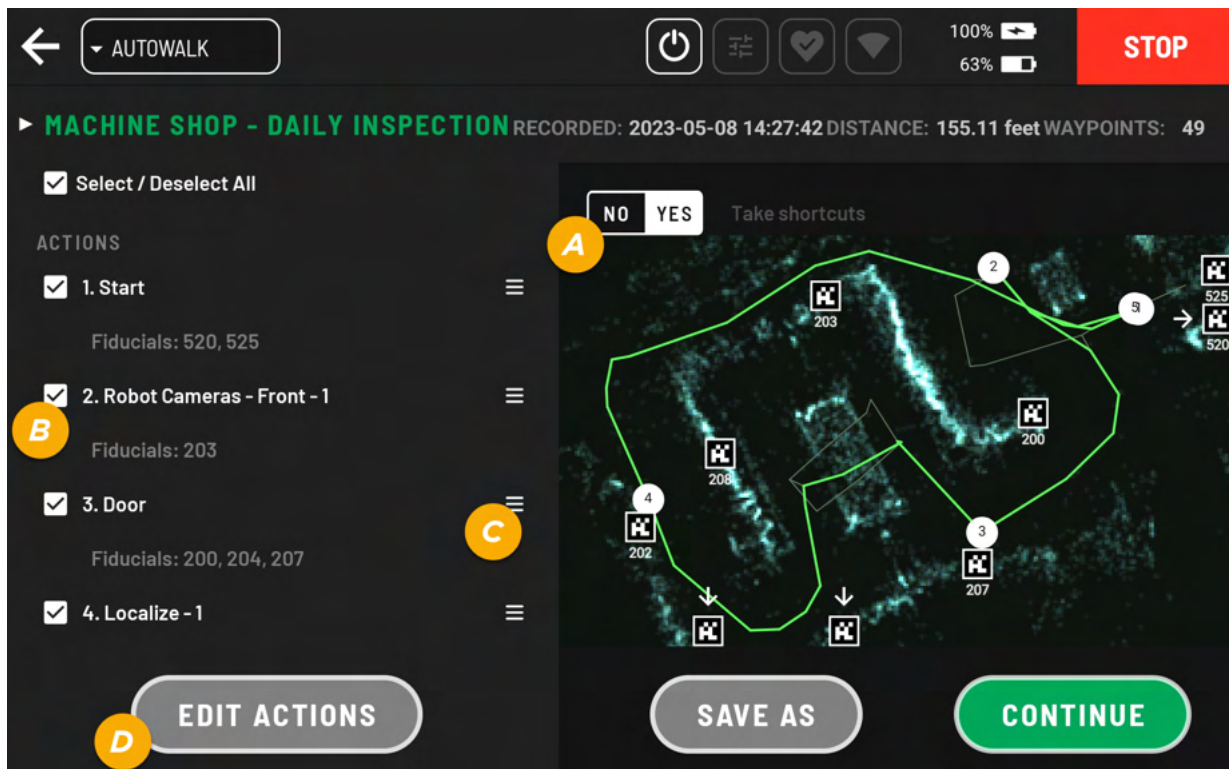 AUTOWALK
100%
63%
STOP
MACHINE SHOP - DAILY INSPECTION RECORDED: 2023-05-08 14:27:42 DISTANCE: 155.11 feet WAYPOINTS: 49
Select / Deselect All
NO YES Take shortcuts
A
ACTIONS
1. Start
Fiducials: 520, 525
2. Robot Cameras - Front - 1
B
Fiducials: 203
3. Door
C
Fiducials: 200, 204, 207
4. Localize - 1
2
525
520
203
200
208
4
202
3
207
EDIT ACTIONS
D
SAVE AS
CONTINUE